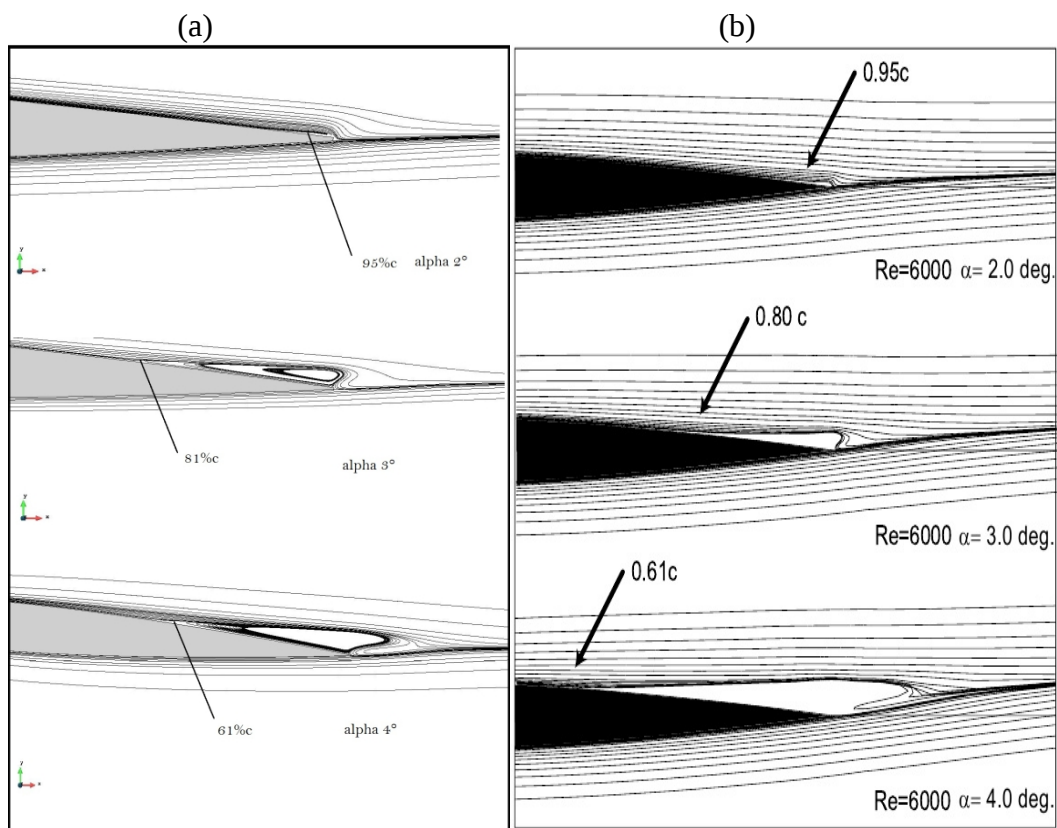 (a)
(b)
y
x
95%c alpha 2°
y
x
81%c
alpha 3°
y
x
61%c
alpha 4°
0.95c
Re=6000 α= 2.0 deg.
0.80 c
Re=6000 α= 3.0 deg.
0.61c
Re=6000 α= 4.0 deg.